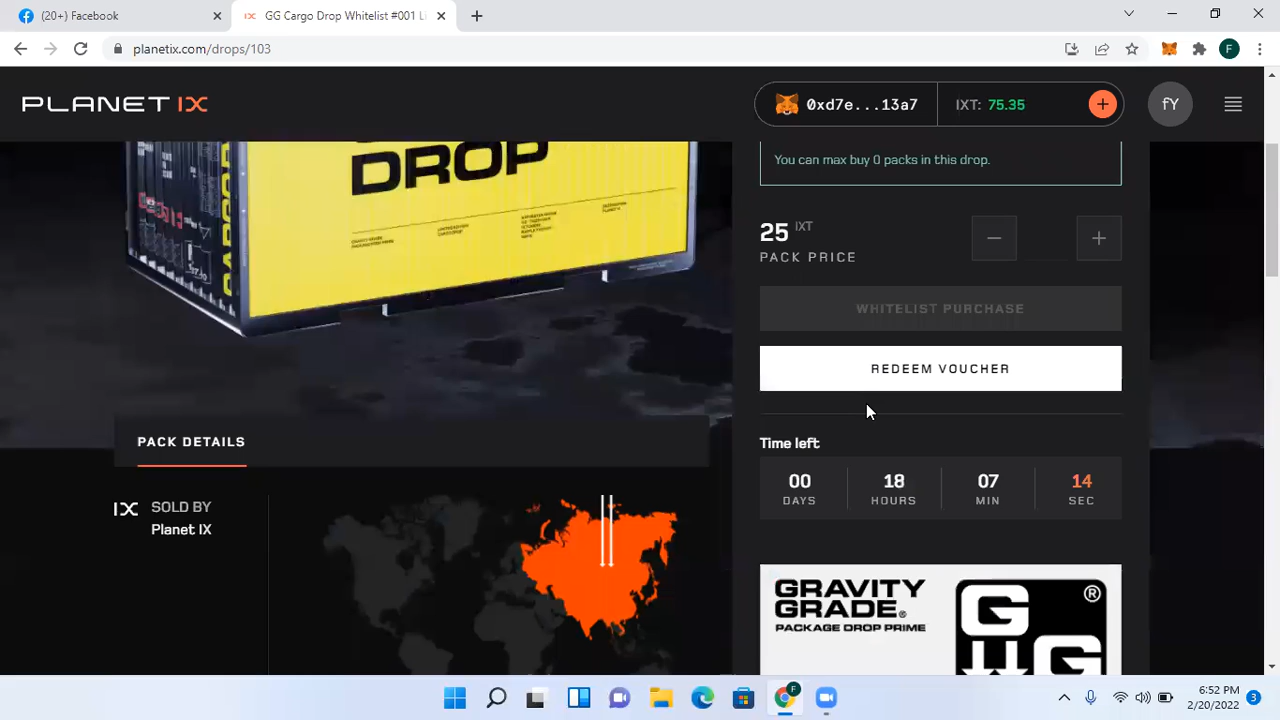 (20+) Facebook
GG Cargo Drop Whitelist #001 Li
planetix.com/drops/103
F
PLANET IX
0xd7e...13a7
IXT: 75.35
fY
DROP
You can max buy 0 packs in this drop.
25 IXT
PACK PRICE
WHITELIST PURCHASE
REDEEM VOUCHER
Time left
00 18 07 14
DAYS HOURS MIN SEC
PACK DETAILS
IX SOLD BY
Planet IX
GRAVITY
GRADE®
PACKAGE DROP PRIME
G G ®
F
6:52 PM
2/20/2022
3